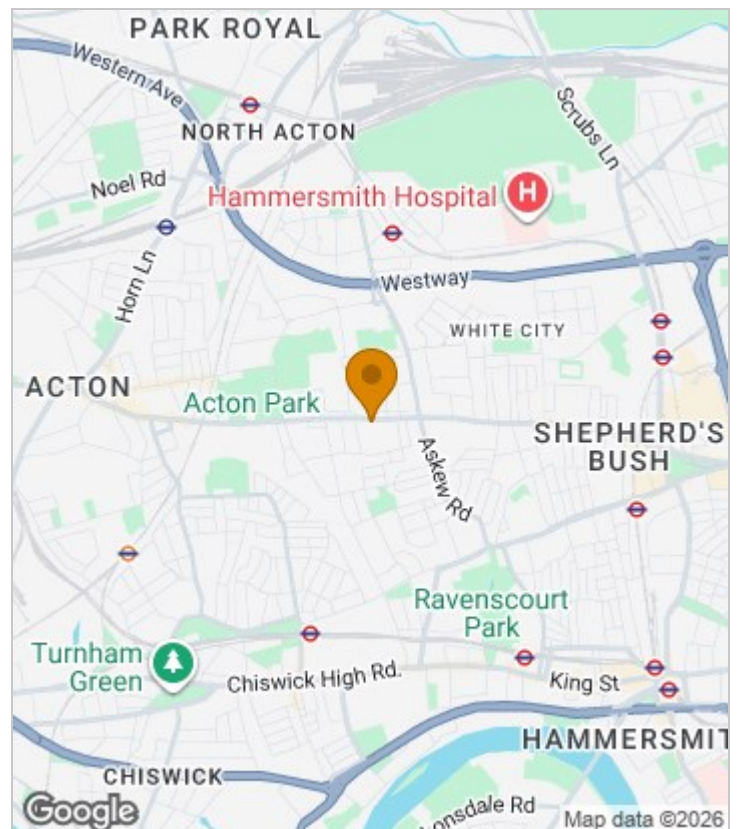 PARK ROYAL
Western Ave
NORTH ACTON
Scrubs Ln
Noel Rd
Hammersmith Hospital
H
Horn Ln
Westway
WHITE CITY
ACTON
Acton Park
SHEPHERD'S
BUSH
Askew Rd
Ravenscourt
Park
Turnham
Green
Chiswick High Rd.
King St
HAMMERSMIT
CHISWICK
Lonsdale Rd
Google
Map data ©2026